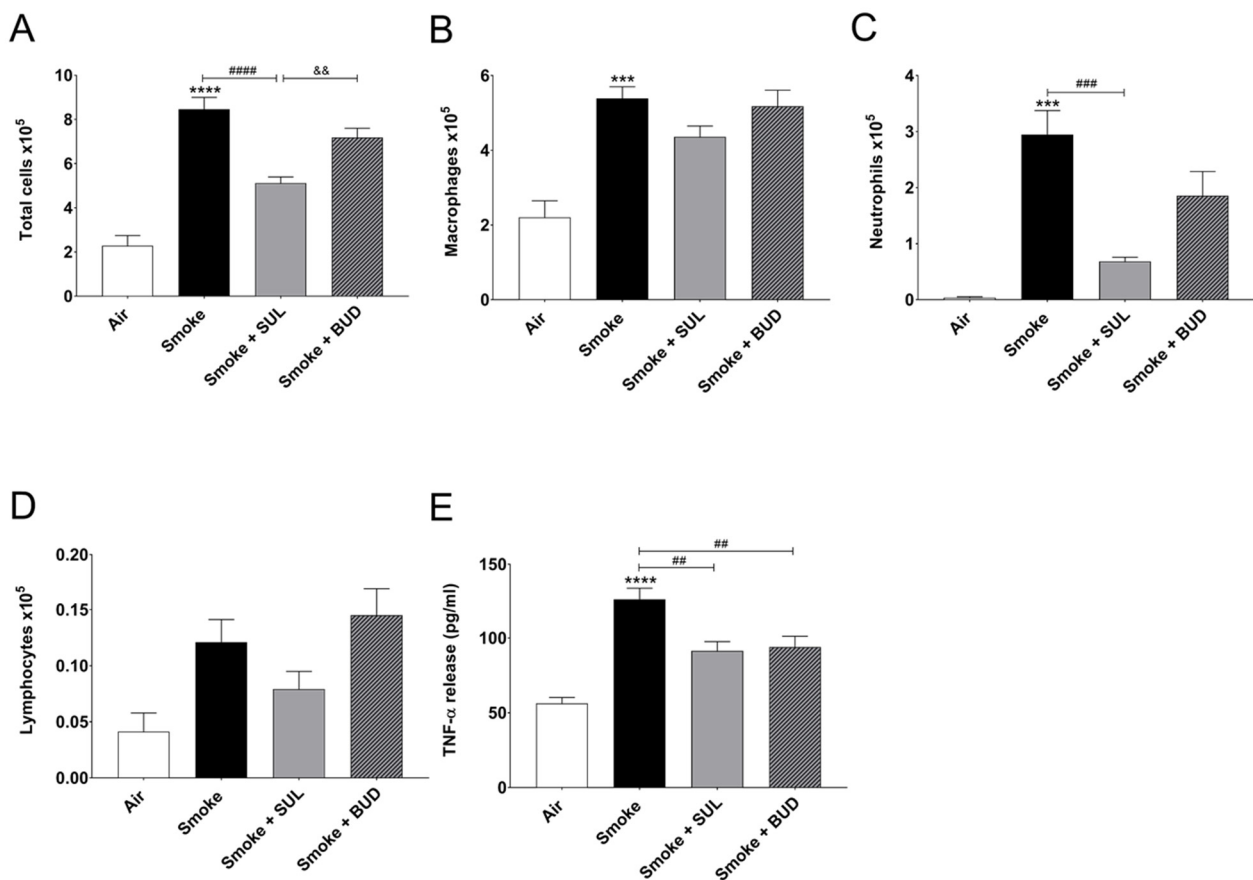 A
Total cells x10⁵
10
8
6
4
2
0
####
&&
****
Air
Smoke
Smoke + SUL
Smoke + BUD
B
Macrophages x10⁵
6
4
2
0
***
Air
Smoke
Smoke + SUL
Smoke + BUD
C
Neutrophils x10⁵
4
3
2
1
0
###
***
Air
Smoke
Smoke + SUL
Smoke + BUD
D
Lymphocytes x10⁵
0.20
0.15
0.10
0.05
0.00
Air
Smoke
Smoke + SUL
Smoke + BUD
E
TNF-α release (pg/ml)
150
100
50
0
##
##
****
Air
Smoke
Smoke + SUL
Smoke + BUD